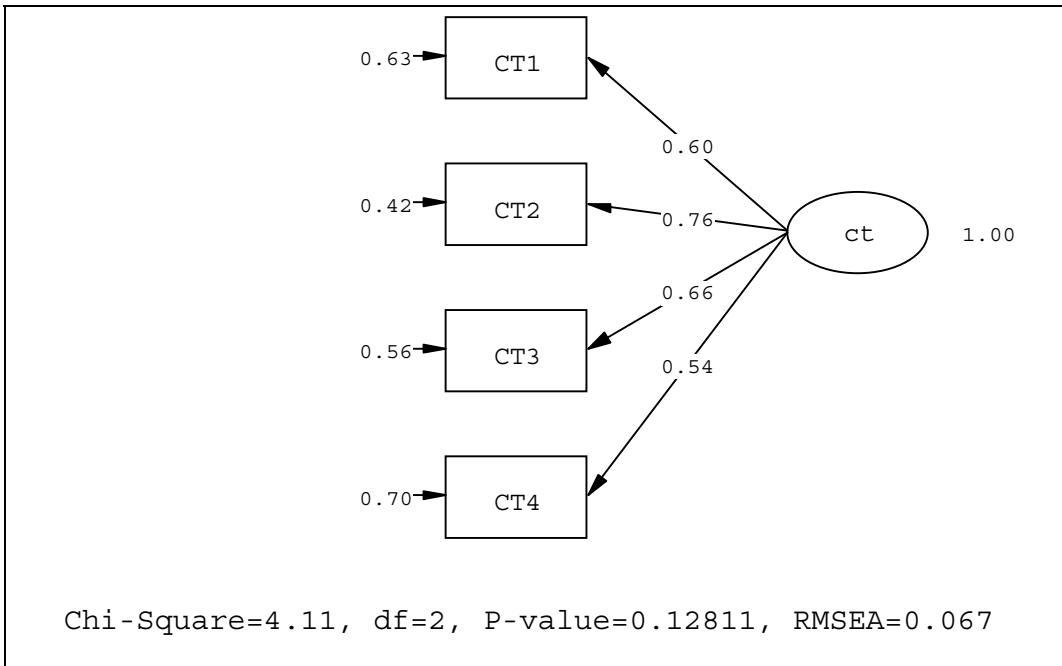 0.63 CT1
0.60
0.42 CT2 0.76 ct 1.00
0.66
0.56 CT3
0.54
0.70 CT4
Chi-Square=4.11, df=2, P-value=0.12811, RMSEA=0.067